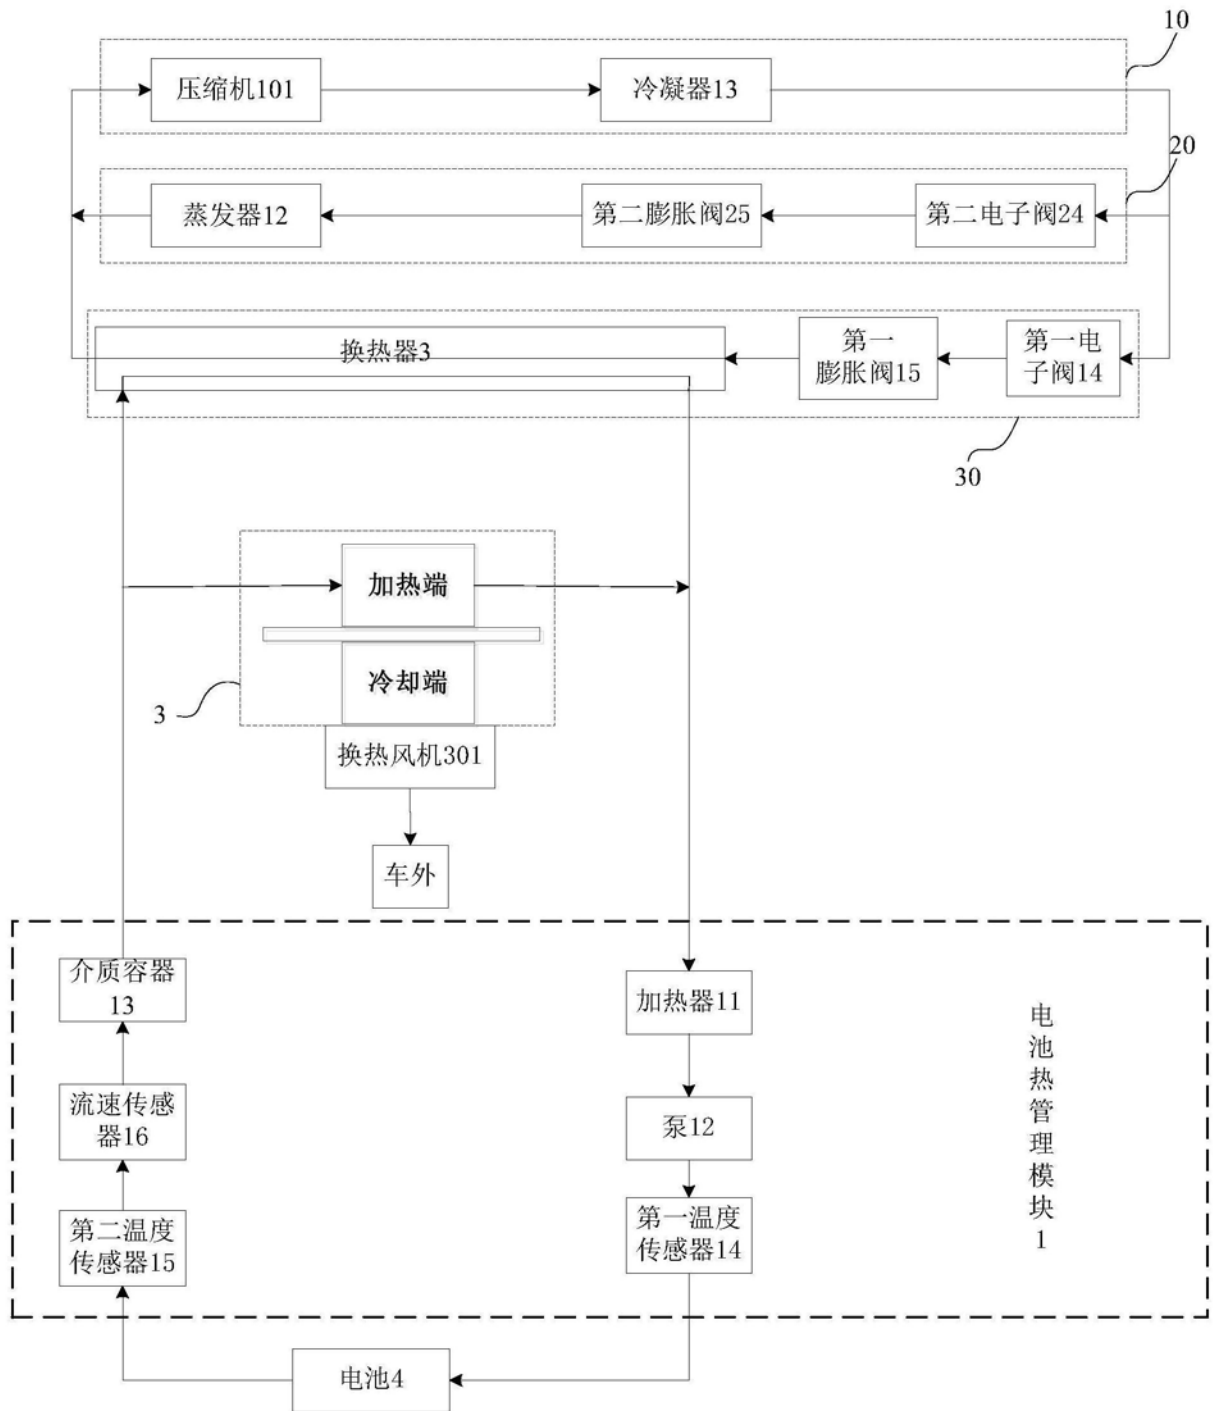 10
压缩机101
冷凝器13
20
蒸发器12
第二膨胀阀25
第二电子阀24
换热器3
第一
膨胀阀15
第一电
子阀14
30
加热端
冷却端
3
换热风机301
车外
介质容器
13
加热器11
流速传感
器16
泵12
第二温度
传感器15
第一温度
传感器14
电
池
热
管
理
模
块
1
电池4